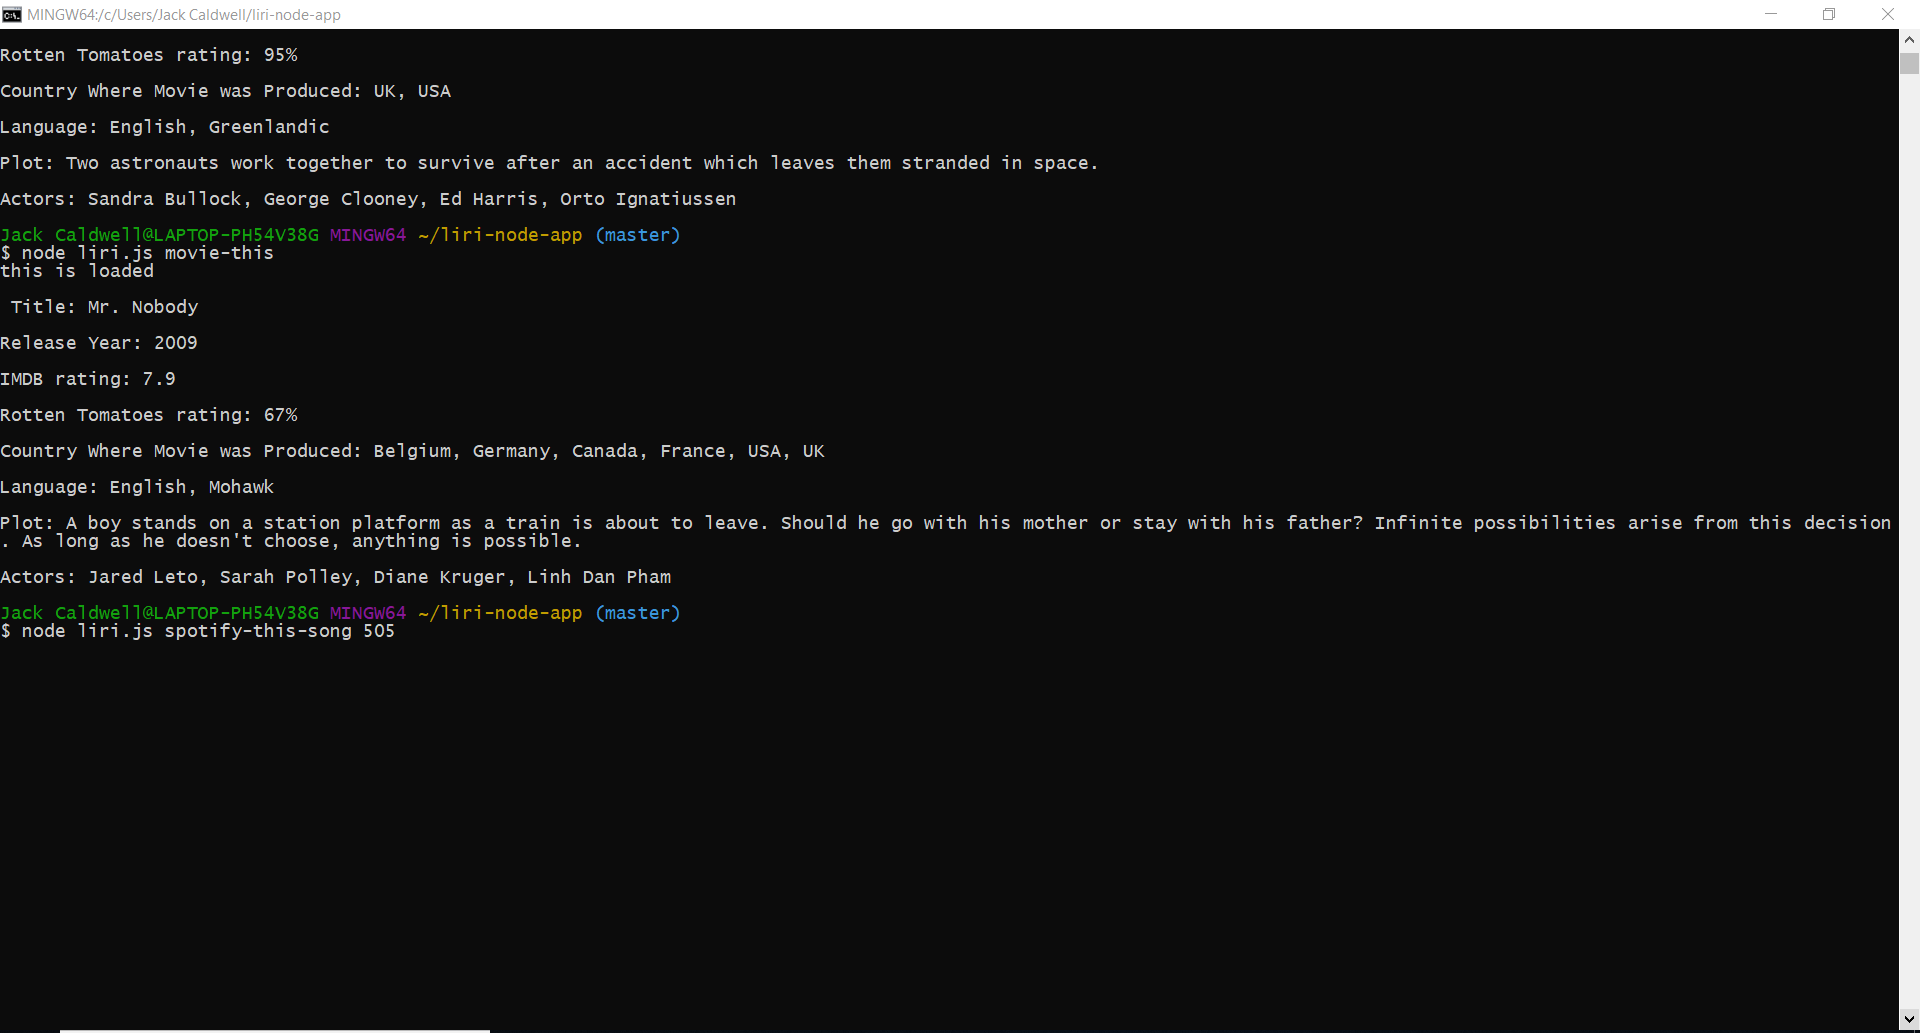 MINGW64:/c/Users/Jack Caldwell/liri-node-app
Rotten Tomatoes rating: 95%
Country Where Movie was Produced: UK, USA
Language: English, Greenlandic
Plot: Two astronauts work together to survive after an accident which leaves them stranded in space.
Actors: Sandra Bullock, George Clooney, Ed Harris, Orto Ignatiussen
Jack Caldwell@LAPTOP-PH54V38G MINGW64 ~/liri-node-app (master)
$ node liri.js movie-this
this is loaded
Title: Mr. Nobody
Release Year: 2009
IMDB rating: 7.9
Rotten Tomatoes rating: 67%
Country Where Movie was Produced: Belgium, Germany, Canada, France, USA, UK
Language: English, Mohawk
Plot: A boy stands on a station platform as a train is about to leave. Should he go with his mother or stay with his father? Infinite possibilities arise from this decision
. As long as he doesn't choose, anything is possible.
Actors: Jared Leto, Sarah Polley, Diane Kruger, Linh Dan Pham
Jack Caldwell@LAPTOP-PH54V38G MINGW64 ~/liri-node-app (master)
$ node liri.js spotify-this-song 505